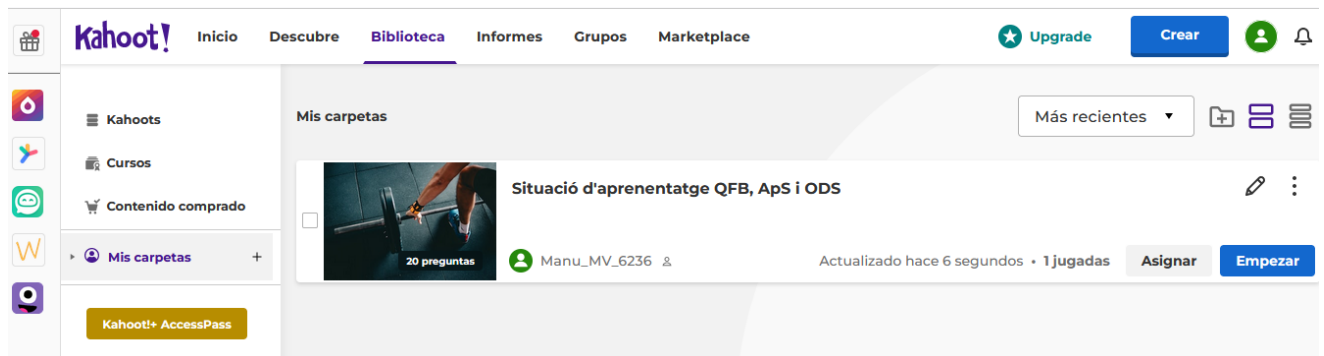 Kahoot! Inicio Descubre Biblioteca Informes Grupos Marketplace Upgrade Crear
Kahoots
Cursos
Contenido comprado
Mis carpetas +
Kahoot!+ AccessPass
Mis carpetas Más recientes
Situació d'aprenentatge QFB, ApS i ODS
20 preguntas
Manu_MV_6236 Actualizado hace 6 segundos • 1 jugadas Asignar Empezar